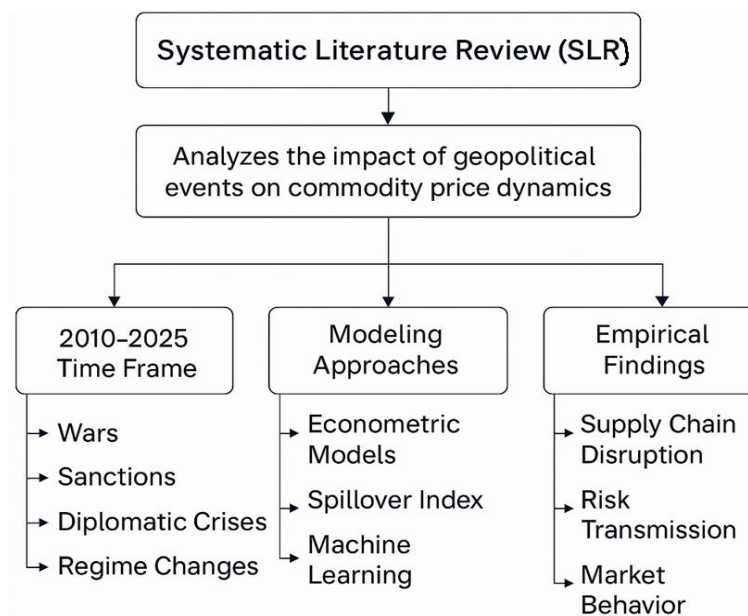 Systematic Literature Review (SLR)
Analyzes the impact of geopolitical
events on commodity price dynamics
2010–2025
Time Frame
Wars
Sanctions
Diplomatic Crises
Regime Changes
Modeling
Approaches
Econometric
Models
Spillover Index
Machine
Learning
Empirical
Findings
Supply Chain
Disruption
Risk
Transmission
Market
Behavior